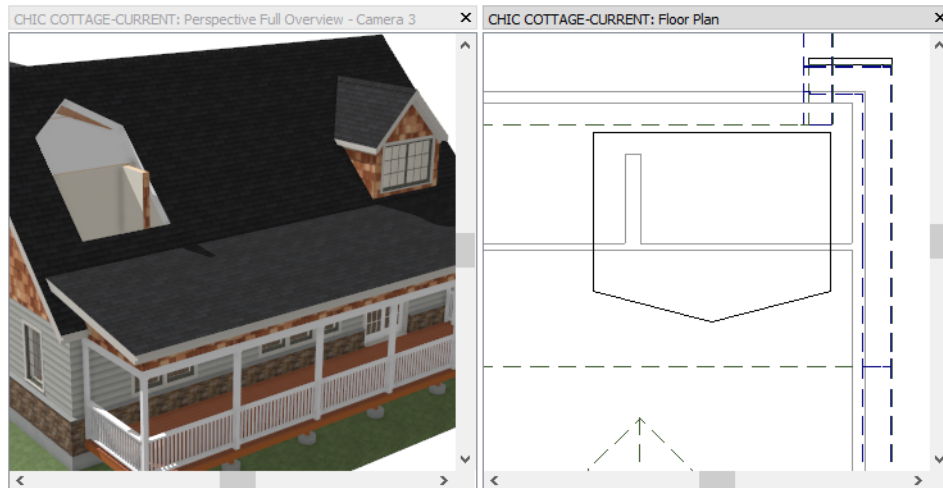 CHIC COTTAGE-CURRENT: Perspective Full Overview - Camera 3
CHIC COTTAGE-CURRENT: Floor Plan